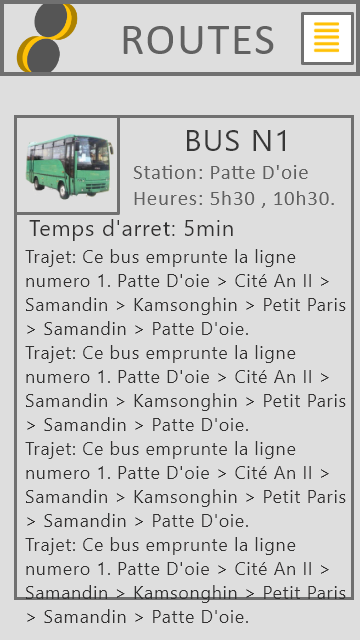 ROUTES
BUS N1
Station: Patte D'oie
Heures: 5h30 , 10h30.
Temps d'arret: 5min
Trajet: Ce bus emprunte la ligne
numero 1. Patte D'oie > Cité An II >
Samandin > Kamsonghin > Petit Paris
> Samandin > Patte D'oie.
Trajet: Ce bus emprunte la ligne
numero 1. Patte D'oie > Cité An II >
Samandin > Kamsonghin > Petit Paris
> Samandin > Patte D'oie.
Trajet: Ce bus emprunte la ligne
numero 1. Patte D'oie > Cité An II >
Samandin > Kamsonghin > Petit Paris
> Samandin > Patte D'oie.
Trajet: Ce bus emprunte la ligne
numero 1. Patte D'oie > Cité An II >
Samandin > Kamsonghin > Petit Paris
> Samandin > Patte D'oie.